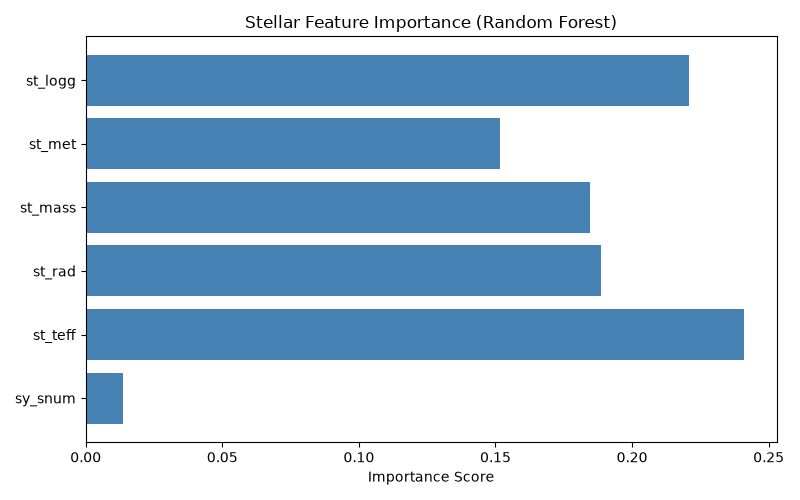 Stellar Feature Importance (Random Forest)
st_logg
st_met
st_mass
st_rad
st_teff
sy_snum
0.00 0.05 0.10 0.15 0.20 0.25
Importance Score